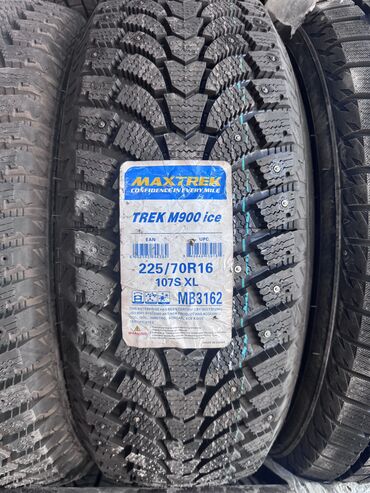 MAXTREK
CONFIDENCE IN EVERY MILE
TREK M900 ice
EAN UPC
225/70R16
107S XL
MB3162